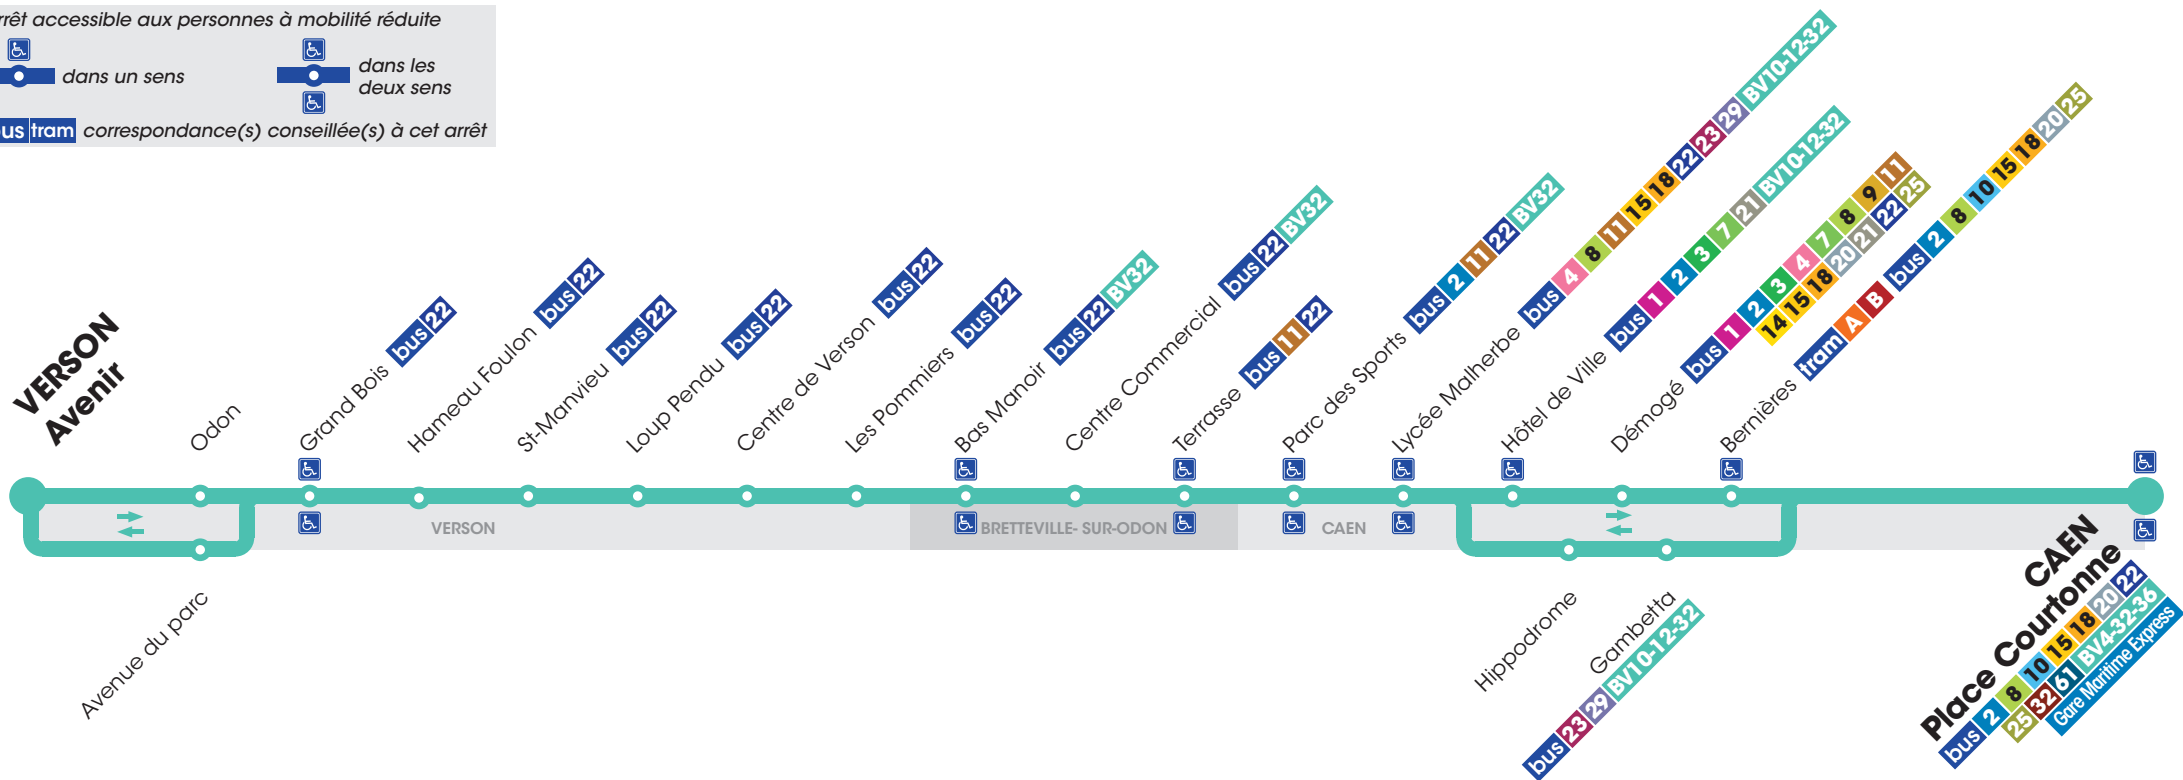 rrêt accessible aux personnes à mobilité réduite
dans un sens
dans les
deux sens
us tram correspondance(s) conseillée(s) à cet arrêt
VERSON
Avenir
Odon
Grand Bois bus 22
Hameau Foulon bus 22
St-Manvieu bus 22
Loup Pendu bus 22
Centre de Verson bus 22
Les Pommiers bus 22
Bas Manoir bus 22 BV32
Centre Commercial bus 22 BV32
Terrasse bus 11 22
Parc des Sports bus 2 11 22 BV32
Lycée Malherbe bus 4 8 11 15 18 22 23 29 BV10-12-32
Hôtel de Ville bus 1 2 3 7 21 BV10-12-32
Démogé bus 1 2 3 4 7 8 9 11
14 15 18 20 21 22 25
Bernières tram A B bus 2 8 10 15 18 20 25
VERSON
BRETTEVILLE- SUR-ODON
CAEN
Avenue du parc
Hippodrome
Gambetta
bus 23 29 BV10-12-32
CAEN
Place Courtonne
bus 2 8 10 15 18 20 22
25 32 61 BV4-32-36
Gare Maritime Express